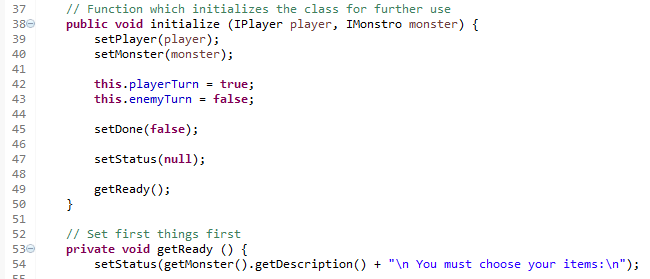 37 // Function which initializes the class for further use
38 public void initialize (IPlayer player, IMonstro monster) {
39 setPlayer(player);
40 setMonster(monster);
41
42 this.playerTurn = true;
43 this.enemyTurn = false;
44
45 setDone(false);
46
47 setStatus(null);
48
49 getReady();
50 }
51
52 // Set first things first
53 private void getReady () {
54 setStatus(getMonster().getDescription() + "\n You must choose your items:\n");